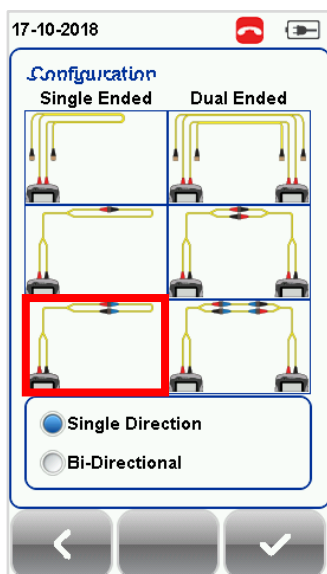 17-10-2018
Configuration
Single Ended Dual Ended
Single Direction
Bi-Directional